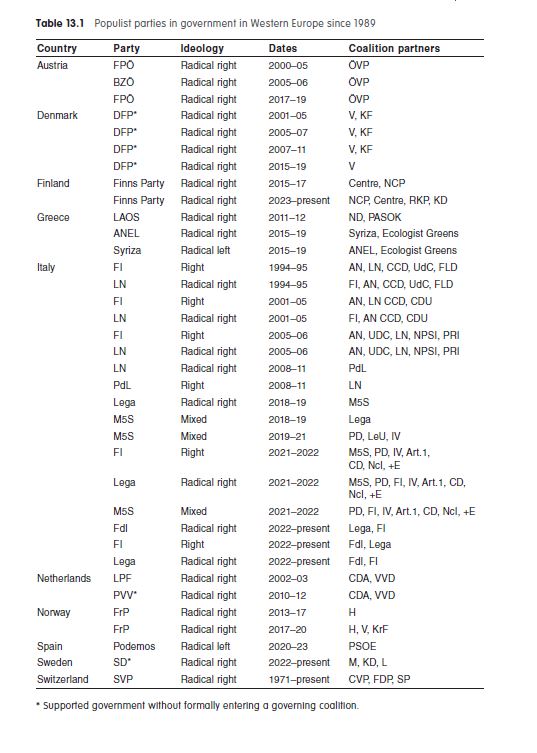 Table 13.1 Populist parties in government in Western Europe since 1989
Country Party Ideology Dates Coalition partners
Austria FPÖ Radical right 2000–05 ÖVP
BZÖ Radical right 2005–06 ÖVP
FPÖ Radical right 2017–19 ÖVP
Denmark DFP* Radical right 2001–05 V, KF
DFP* Radical right 2005–07 V, KF
DFP* Radical right 2007–11 V, KF
DFP* Radical right 2015–19 V
Finland Finns Party Radical right 2015–17 Centre, NCP
Finns Party Radical right 2023–present NCP, Centre, RKP, KD
Greece LAOS Radical right 2011–12 ND, PASOK
ANEL Radical right 2015–19 Syriza, Ecologist Greens
Syriza Radical left 2015–19 ANEL, Ecologist Greens
Italy FI Right 1994–95 AN, LN, CCD, UdC, FLD
LN Radical right 1994–95 FI, AN, CCD, UdC, FLD
FI Right 2001–05 AN, LN CCD, CDU
LN Radical right 2001–05 FI, AN CCD, CDU
FI Right 2005–06 AN, UDC, LN, NPSI, PRI
LN Radical right 2005–06 AN, UDC, LN, NPSI, PRI
LN Radical right 2008–11 PdL
PdL Right 2008–11 LN
Lega Radical right 2018–19 M5S
M5S Mixed 2018–19 Lega
M5S Mixed 2019–21 PD, LeU, IV
FI Right 2021–2022 M5S, PD, IV, Art.1,
CD, NcI, +E
Lega Radical right 2021–2022 M5S, PD, FI, IV, Art.1, CD,
NcI, +E
M5S Mixed 2021–2022 PD, FI, IV, Art.1, CD, NcI, +E
FdI Radical right 2022–present Lega, FI
FI Right 2022–present FdI, Lega
Lega Radical right 2022–present FdI, FI
Netherlands LPF Radical right 2002–03 CDA, VVD
PVV* Radical right 2010–12 CDA, VVD
Norway FrP Radical right 2013–17 H
FrP Radical right 2017–20 H, V, KrF
Spain Podemos Radical left 2020–23 PSOE
Sweden SD* Radical right 2022–present M, KD, L
Switzerland SVP Radical right 1971–present CVP, FDP, SP
* Supported government without formally entering a governing coalition.